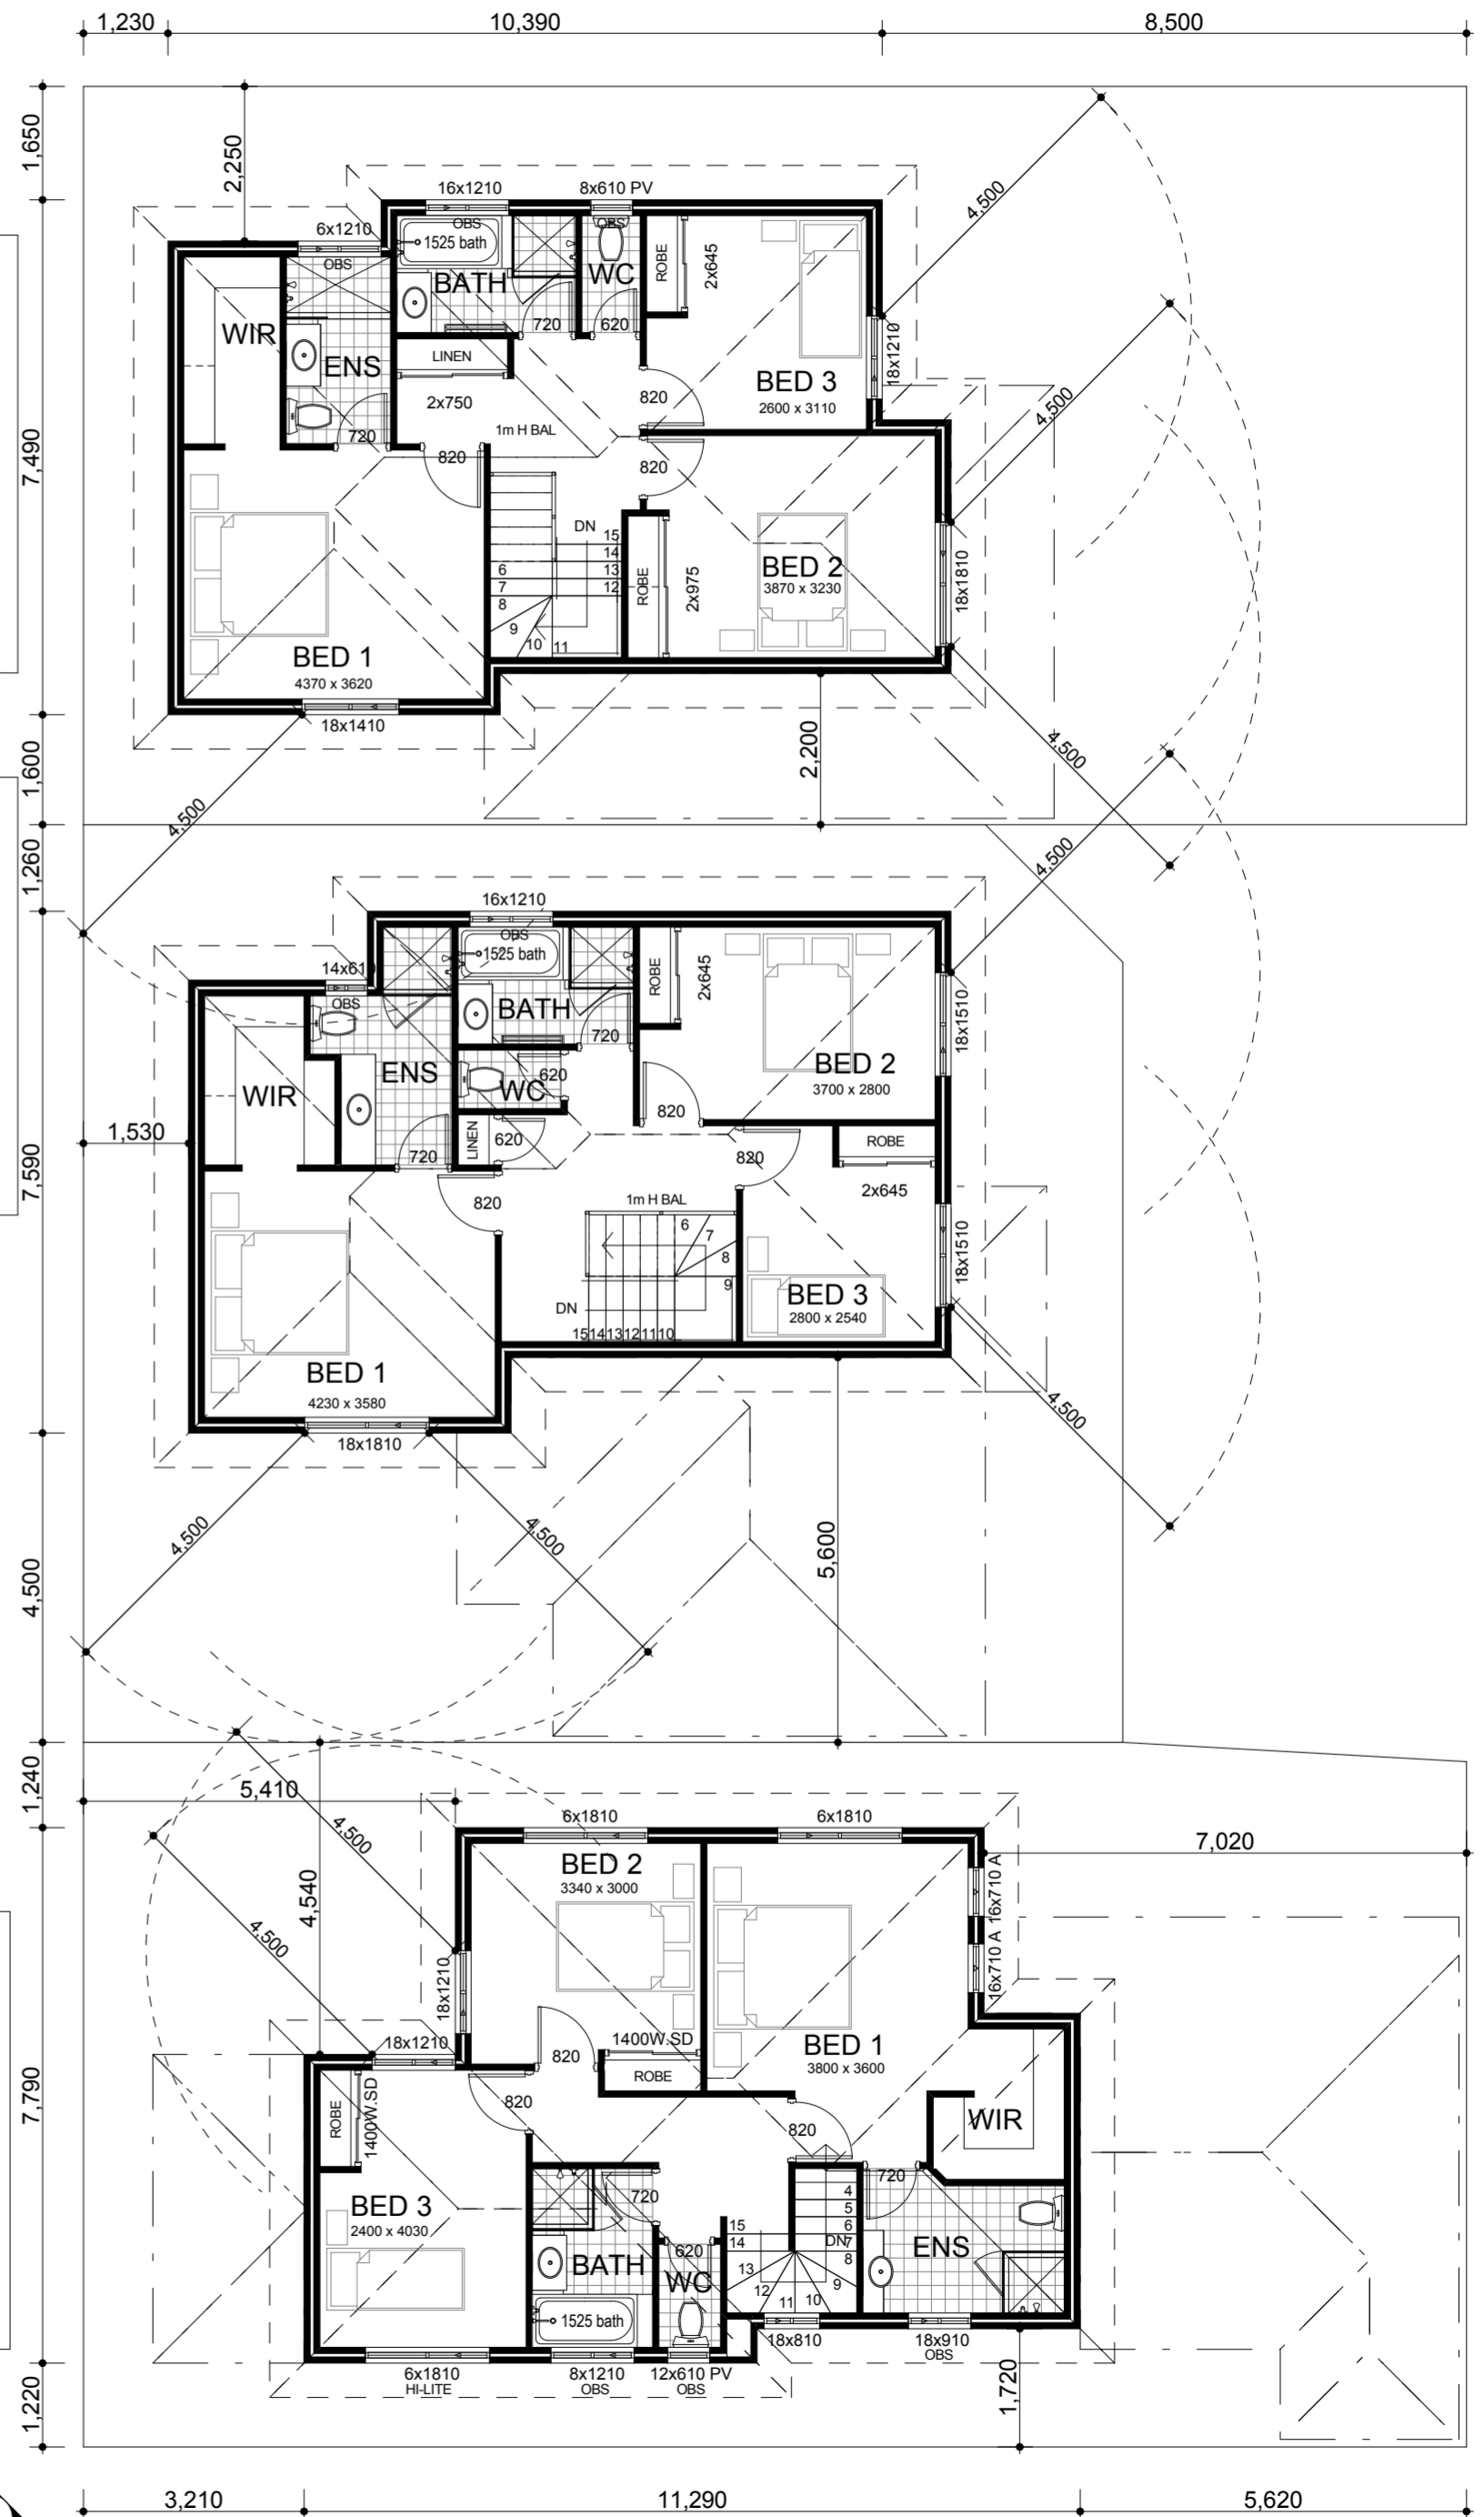 1,230
10,390
8,500
1,650
2,250
4,500
16x1210
8x610 PV
6x1210
OBS
OBS
OBS
1525 bath
BATH
WC
ROBE
2x645
WIR
ENS
720
620
LINEN
18x1210
BED 3
2600 x 3110
4,500
2x750
820
1m H BAL
720
820
820
7,490
DN
15
14
13
12
6
7
8
9
10
11
ROBE
2x975
BED 2
3870 x 3230
18x1810
BED 1
4370 x 3620
18x1410
1,600
2,200
4,500
4,500
1,260
4,500
16x1210
OBS
1525 bath
14x610
OBS
BATH
720
ROBE
2x645
18x1510
ENS
WC
620
BED 2
3700 x 2800
WIR
820
1,530
LINEN
620
720
820
ROBE
2x645
7,590
820
1m H BAL
6
7
8
9
DN
15 14 13 12 11 10
18x1510
BED 3
2800 x 2540
BED 1
4230 x 3580
18x1810
4,500
4,500
4,500
4,500
5,600
1,240
5,410
6x1810
6x1810
4,500
7,020
BED 2
3340 x 3000
16x710 A
16x710 A
4,540
4,500
18x1210
18x1210
1400W.SD
820
ROBE
BED 1
3800 x 3600
7,790
ROBE
1400W.SD
820
820
WIR
BED 3
2400 x 4030
720
720
4
5
6
7
8
DN
15
14
13
12
11
10
9
BATH
620
WC
ENS
1525 bath
18x810
18x910
OBS
6x1810
HI-LITE
8x1210
OBS
12x610 PV
OBS
1,220
1,720
3,210
11,290
5,620